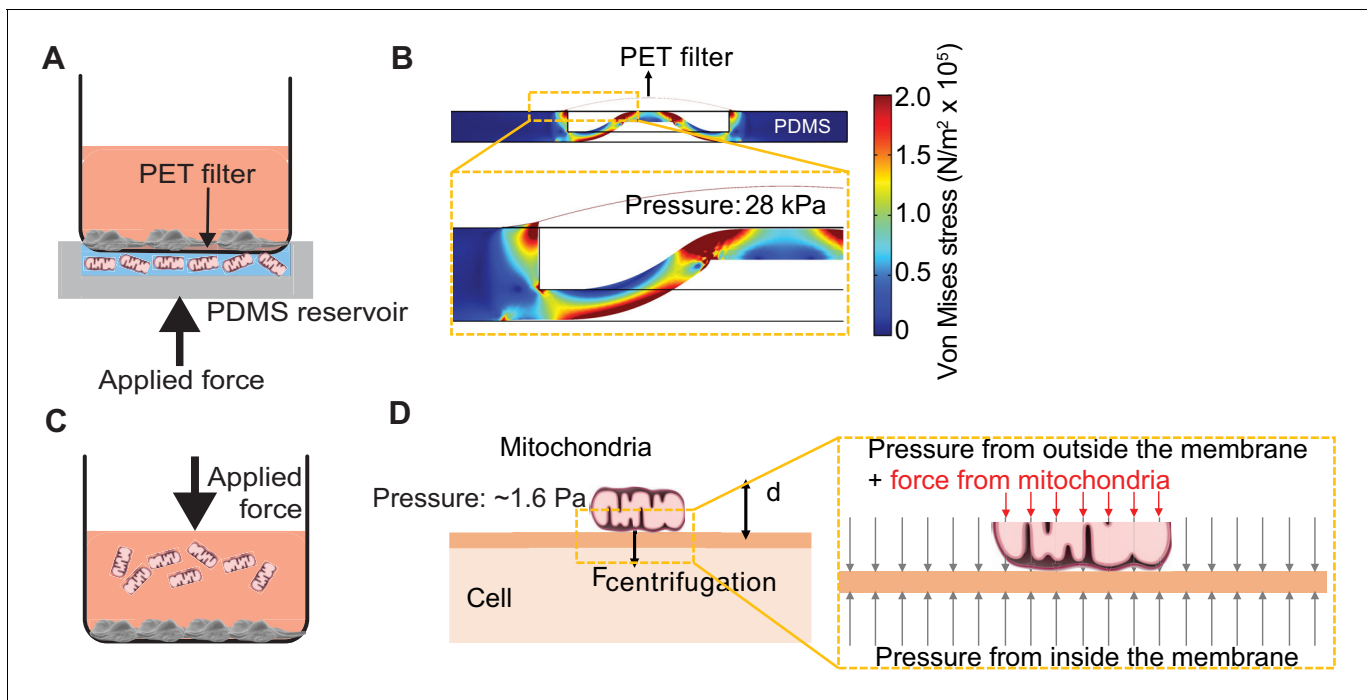 A
PET filter
PDMS reservoir
Applied force
B
PET filter
PDMS
Pressure: 28 kPa
2.0
1.5
1.0
0.5
0
Von Mises stress (N/m² x 10⁵)
C
Applied
force
D
Mitochondria
Pressure: ~1.6 Pa
d
Fcentrifugation
Cell
Pressure from outside the membrane
+ force from mitochondria
Pressure from inside the membrane